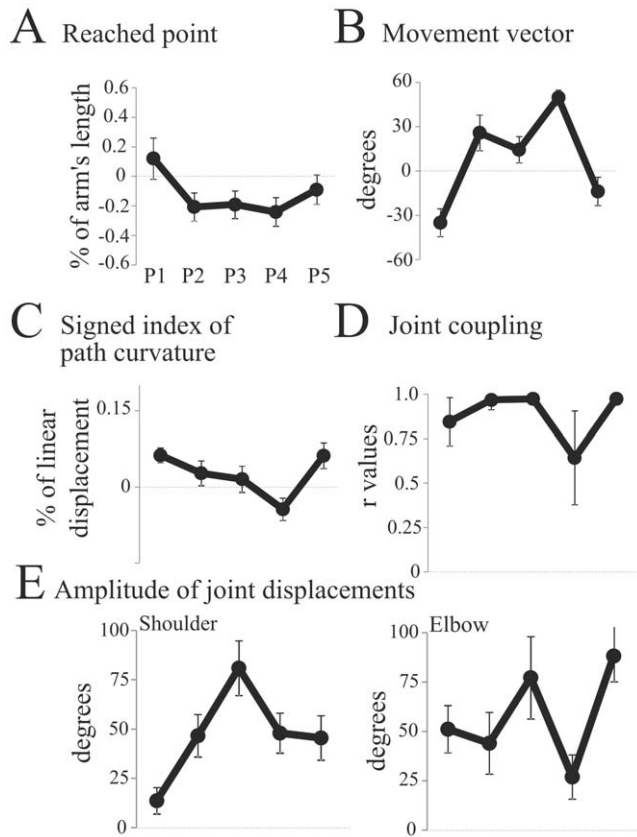 A Reached point
% of arm's length
0.6
0.4
0.2
0
-0.2
-0.4
-0.6
P1 P2 P3 P4 P5
B Movement vector
degrees
60
30
0
-30
-60
C Signed index of
path curvature
% of linear
displacement
0.15
0
D Joint coupling
r values
1.0
0.75
0.5
0.25
0
E Amplitude of joint displacements
Shoulder
degrees
100
75
50
25
0
Elbow
degrees
100
75
50
25
0